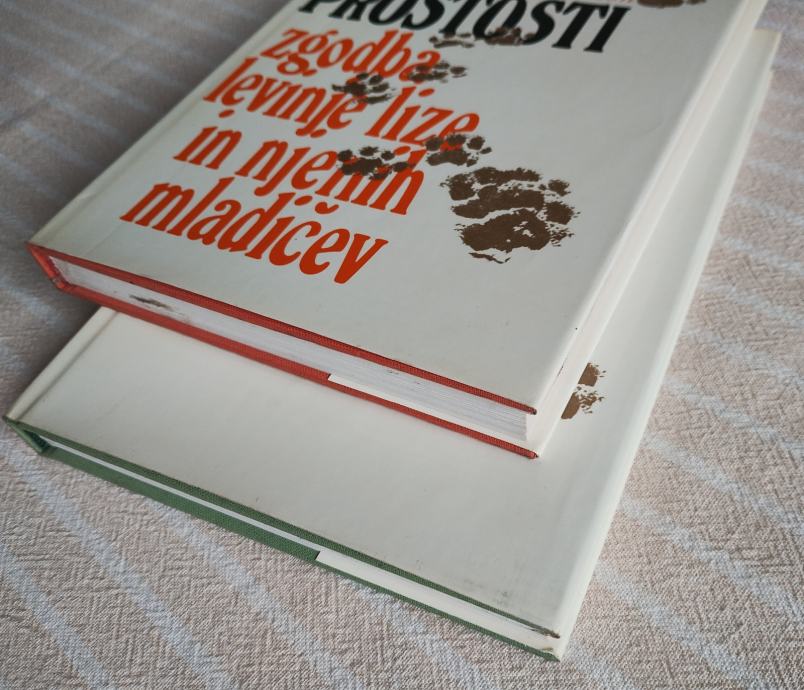 PROSTOSTI
zgodba
levinje lize
in njenih
mladičev